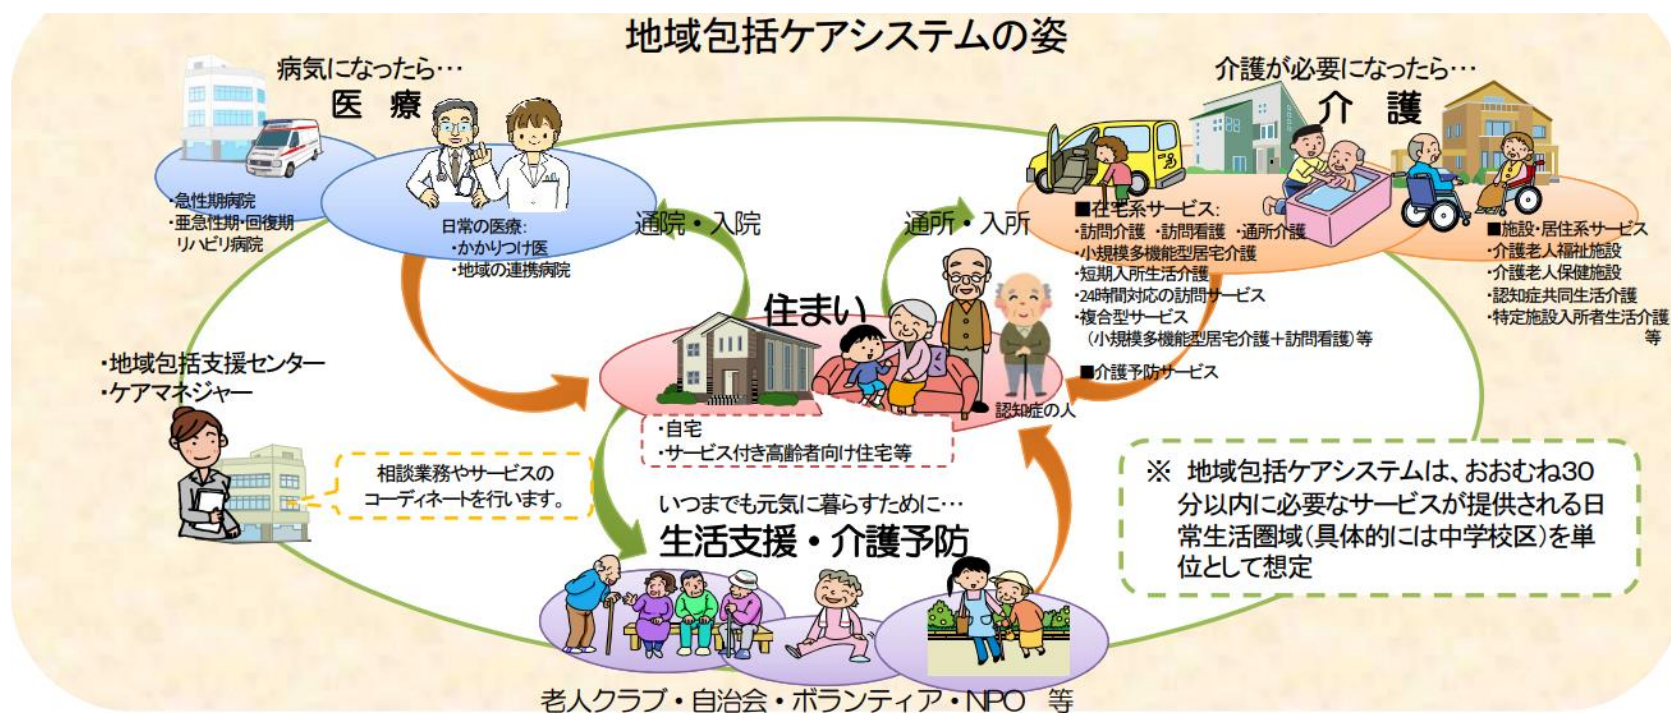 地域包括ケアシステムの姿
病気になったら…
医 療
・急性期病院
・亜急性期・回復期
リハビリ病院
日常の医療:
・かかりつけ医
・地域の連携病院
通院・入院
通所・入所
介護が必要になったら…
介 護
■在宅系サービス:
・訪問介護 ・訪問看護 ・通所介護
・小規模多機能型居宅介護
・短期入所生活介護
・24時間対応の訪問サービス
・複合型サービス
(小規模多機能型居宅介護+訪問看護)等
■介護予防サービス
■施設・居住系サービス
・介護老人福祉施設
・介護老人保健施設
・認知症共同生活介護
・特定施設入所者生活介護
等
住まい
認知症の人
・自宅
・サービス付き高齢者向け住宅等
・地域包括支援センター
・ケアマネジャー
相談業務やサービスの
コーディネートを行います。
いつまでも元気に暮らすために…
生活支援・介護予防
老人クラブ・自治会・ボランティア・NPO 等
※ 地域包括ケアシステムは、おおむね30
分以内に必要なサービスが提供される日
常生活圏域(具体的には中学校区)を単
位として想定